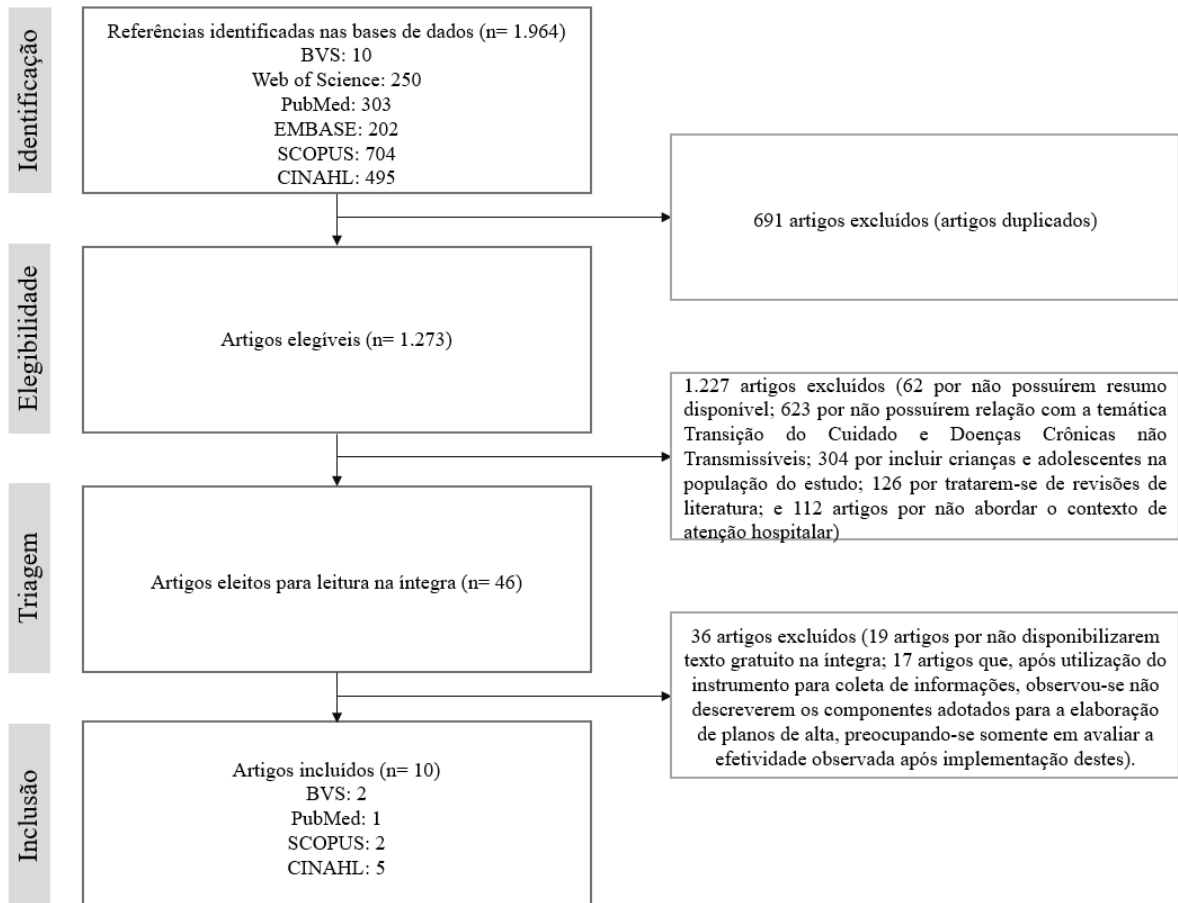 Identificação
Referências identificadas nas bases de dados (n= 1.964)
BVS: 10
Web of Science: 250
PubMed: 303
EMBASE: 202
SCOPUS: 704
CINAHL: 495
691 artigos excluídos (artigos duplicados)
Elegibilidade
Artigos elegíveis (n= 1.273)
1.227 artigos excluídos (62 por não possuírem resumo
disponível; 623 por não possuírem relação com a temática
Transição do Cuidado e Doenças Crônicas não
Transmissíveis; 304 por incluir crianças e adolescentes na
população do estudo; 126 por tratarem-se de revisões de
literatura; e 112 artigos por não abordar o contexto de
atenção hospitalar)
Triagem
Artigos eleitos para leitura na íntegra (n= 46)
36 artigos excluídos (19 artigos por não disponibilizarem
texto gratuito na íntegra; 17 artigos que, após utilização do
instrumento para coleta de informações, observou-se não
descreverem os componentes adotados para a elaboração
de planos de alta, preocupando-se somente em avaliar a
efetividade observada após implementação destes).
Inclusão
Artigos incluídos (n= 10)
BVS: 2
PubMed: 1
SCOPUS: 2
CINAHL: 5